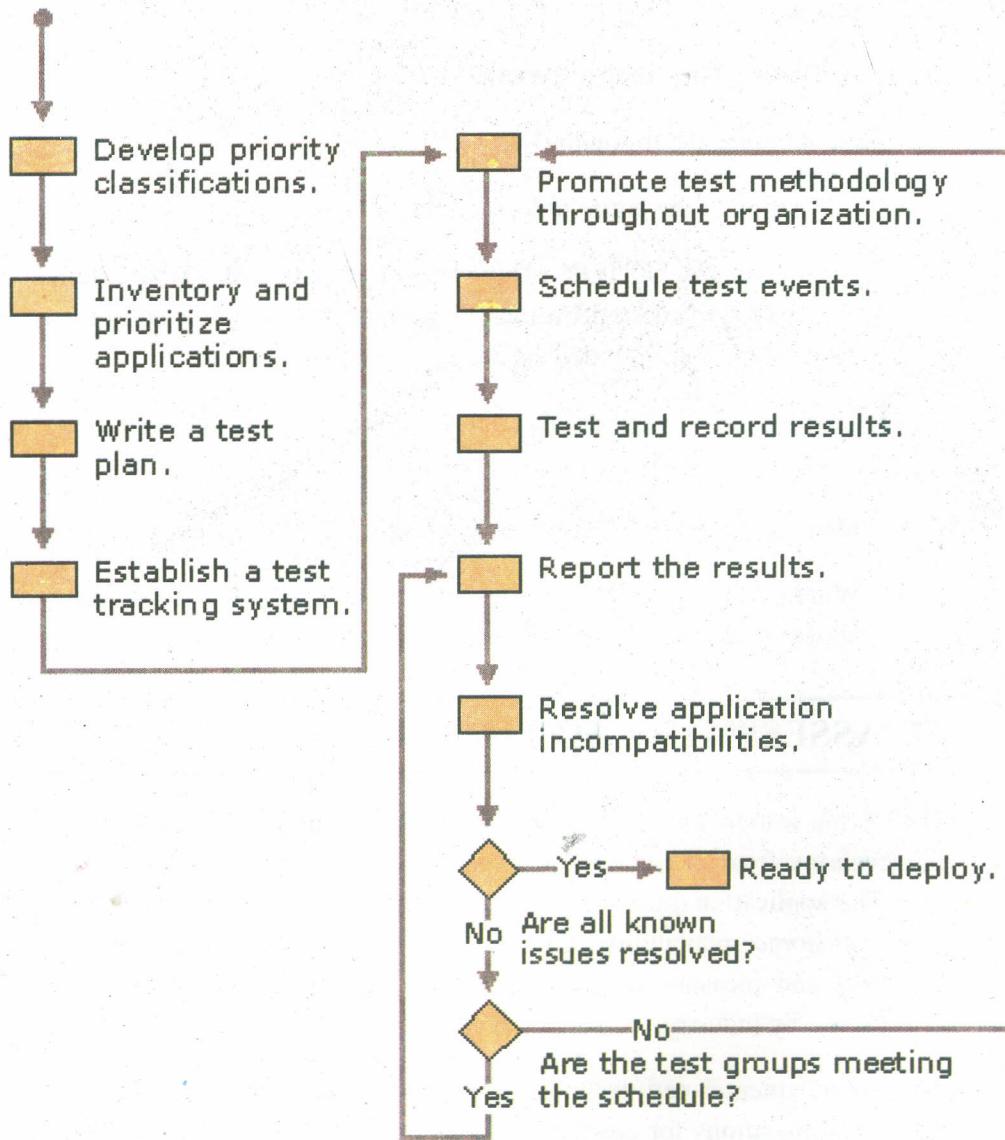 Develop priority
classifications.
Inventory and
prioritize
applications.
Write a test
plan.
Establish a test
tracking system.
Promote test methodology
throughout organization.
Schedule test events.
Test and record results.
Report the results.
Resolve application
incompatibilities.
Yes
Ready to deploy.
No
Are all known
issues resolved?
No
Are the test groups meeting
the schedule?
Yes